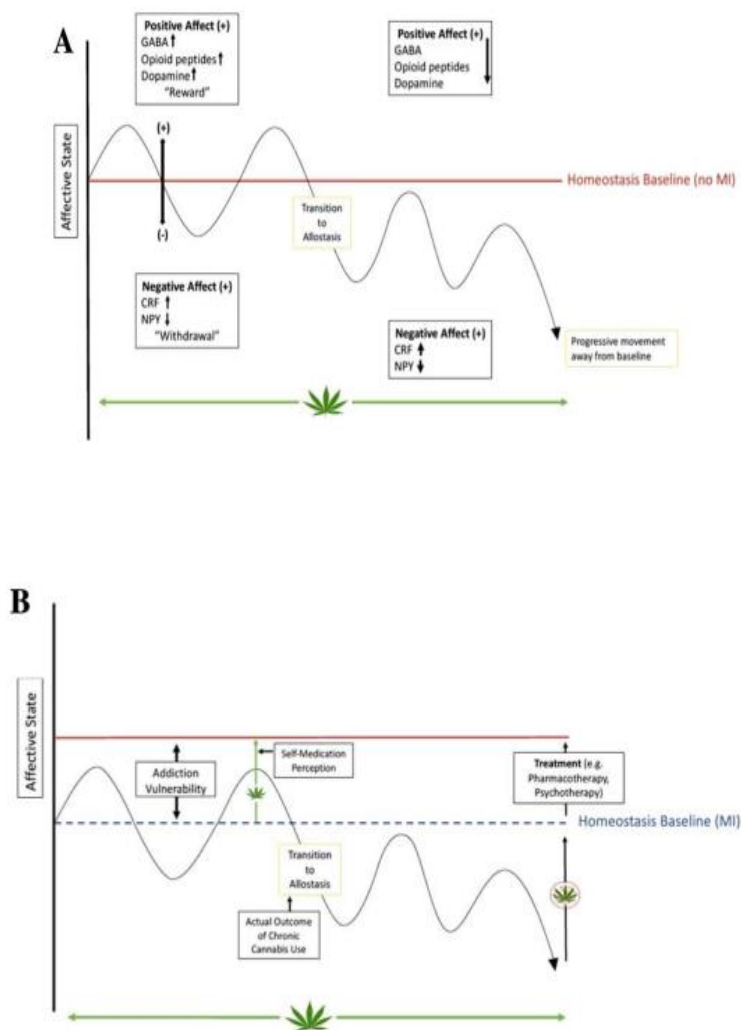 A
Positive Affect (+)
GABA
Opioid peptides
Dopamine
"Reward"
Positive Affect (+)
GABA
Opioid peptides
Dopamine
Affective State
(+)
(-)
Homeostasis Baseline (no MI)
Transition
to
Allostasis
Negative Affect (+)
CRF
NPY
"Withdrawal"
Negative Affect (+)
CRF
NPY
Progressive movement
away from baseline
B
Affective State
Addiction
Vulnerability
Self-Medication
Perception
Treatment (e.g.
Pharmacotherapy,
Psychotherapy)
Homeostasis Baseline (MI)
Transition
to
Allostasis
Actual Outcome
of Chronic
Cannabis Use